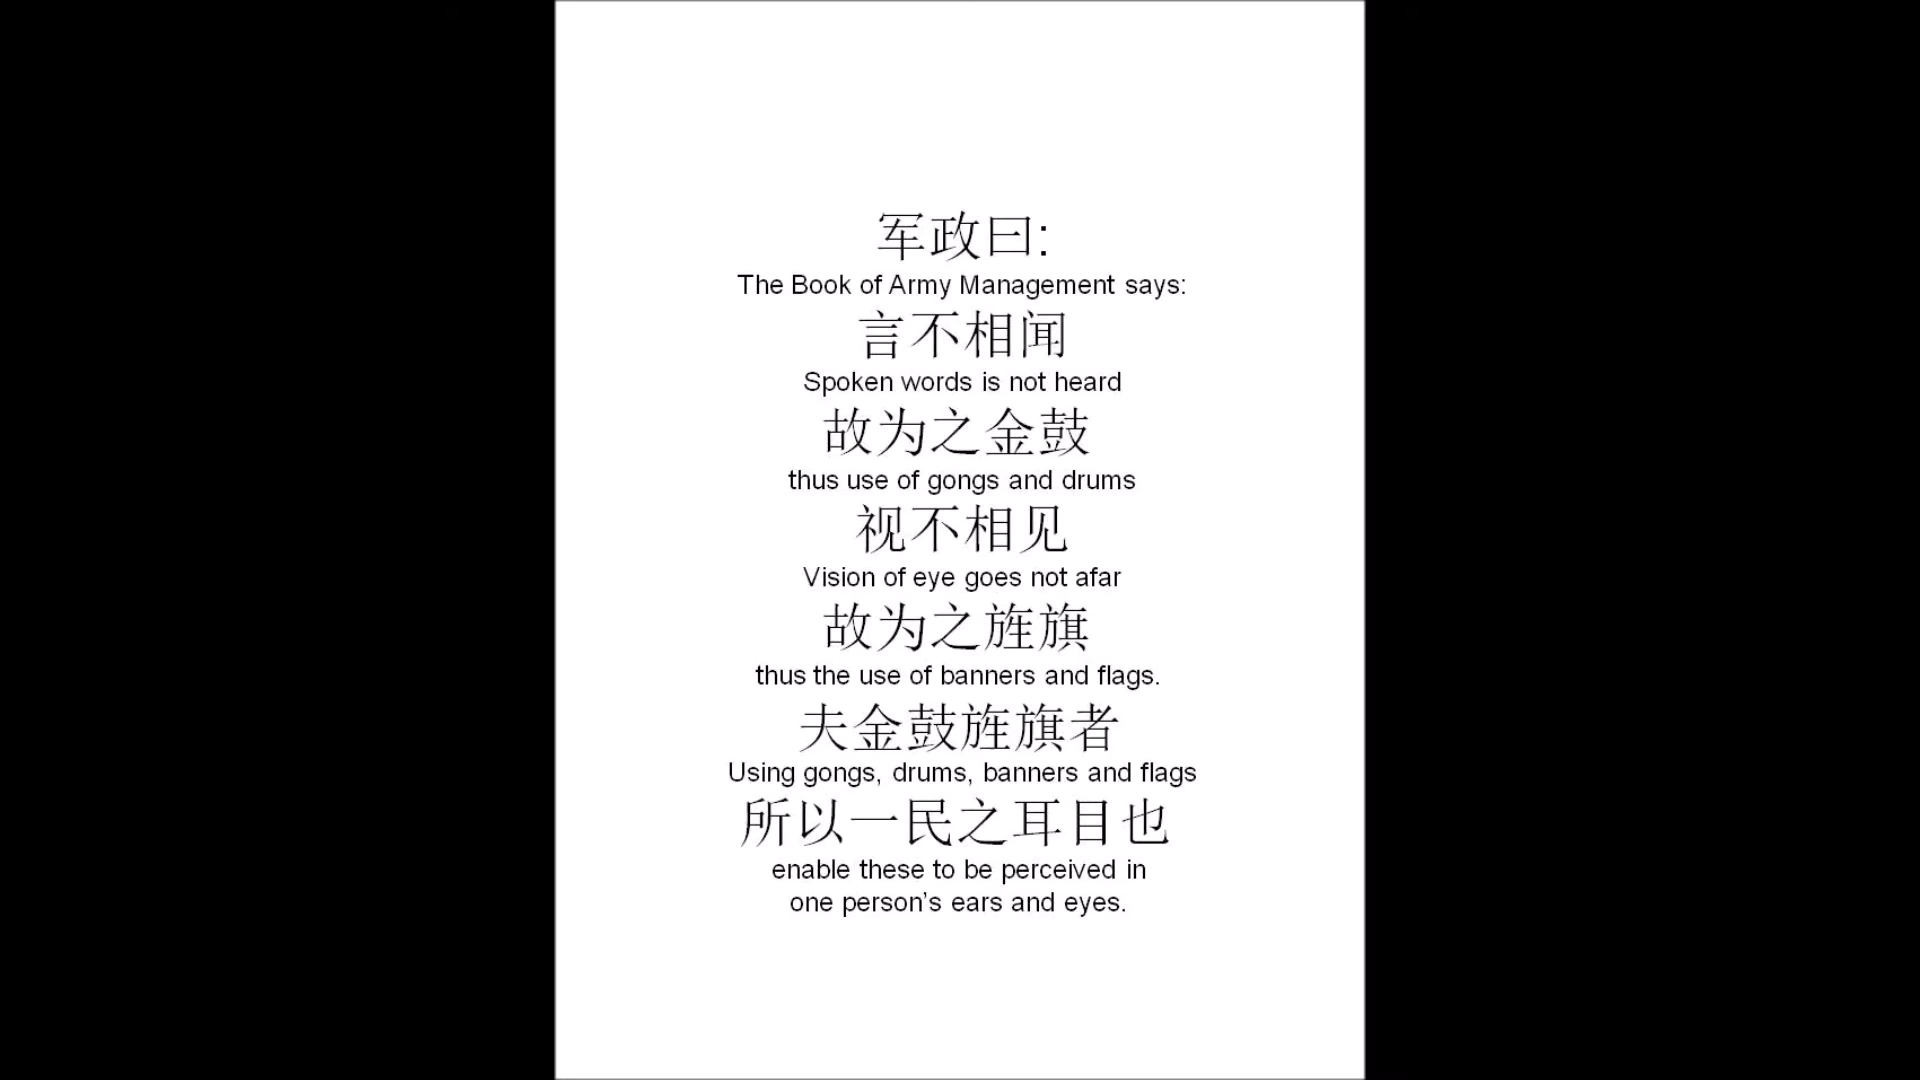 军政曰:
The Book of Army Management says:
言不相闻
Spoken words is not heard
故为之金鼓
thus use of gongs and drums
视不相见
Vision of eye goes not afar
故为之旌旗
thus the use of banners and flags.
夫金鼓旌旗者
Using gongs, drums, banners and flags
所以一民之耳目也
enable these to be perceived in
one person's ears and eyes.